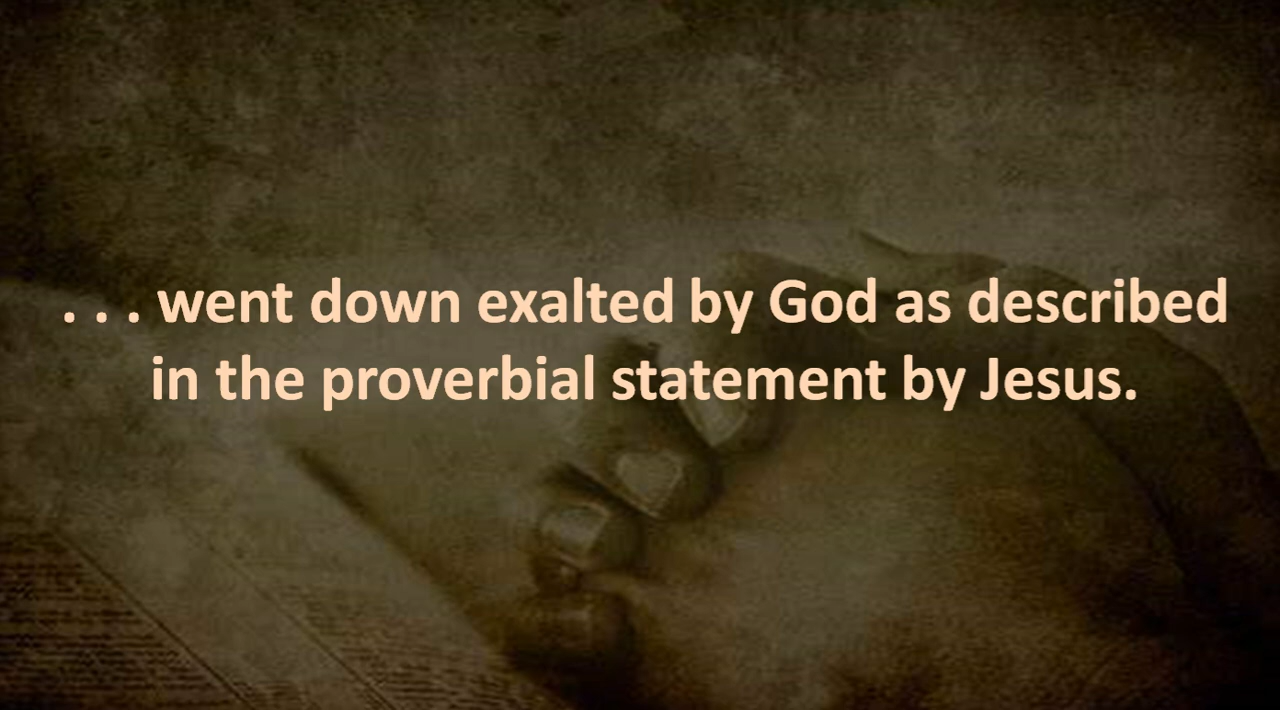 . . . went down exalted by God as described
in the proverbial statement by Jesus.